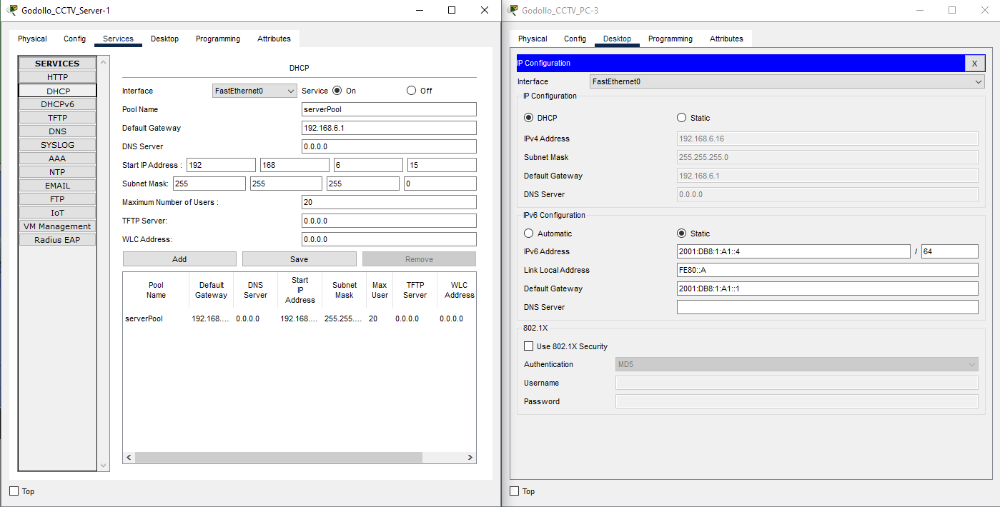 Godollo_CCTV_Server-1
Physical Config Services Desktop Programming Attributes
SERVICES
HTTP
DHCP
DHCPv6
TFTP
DNS
SYSLOG
AAA
NTP
EMAIL
FTP
IoT
VM Management
Radius EAP
DHCP
Interface FastEthernet0 Service On Off
Pool Name serverPool
Default Gateway 192.168.6.1
DNS Server 0.0.0.0
Start IP Address : 192 168 6 15
Subnet Mask: 255 255 255 0
Maximum Number of Users : 20
TFTP Server: 0.0.0.0
WLC Address: 0.0.0.0
Add Save Remove
Pool Name Default Gateway DNS Server Start IP Address Subnet Mask Max User TFTP Server WLC Address
serverPool 192.168.... 0.0.0.0 192.168.... 255.255.... 20 0.0.0.0 0.0.0.0
Top
Godollo_CCTV_PC-3
Physical Config Desktop Programming Attributes
IP Configuration X
Interface FastEthernet0
IP Configuration
DHCP Static
IPv4 Address 192.168.6.16
Subnet Mask 255.255.255.0
Default Gateway 192.168.6.1
DNS Server 0.0.0.0
IPv6 Configuration
Automatic Static
IPv6 Address 2001:DB8:1:A1::4 / 64
Link Local Address FE80::A
Default Gateway 2001:DB8:1:A1::1
DNS Server
802.1X
Use 802.1X Security
Authentication MD5
Username
Password
Top